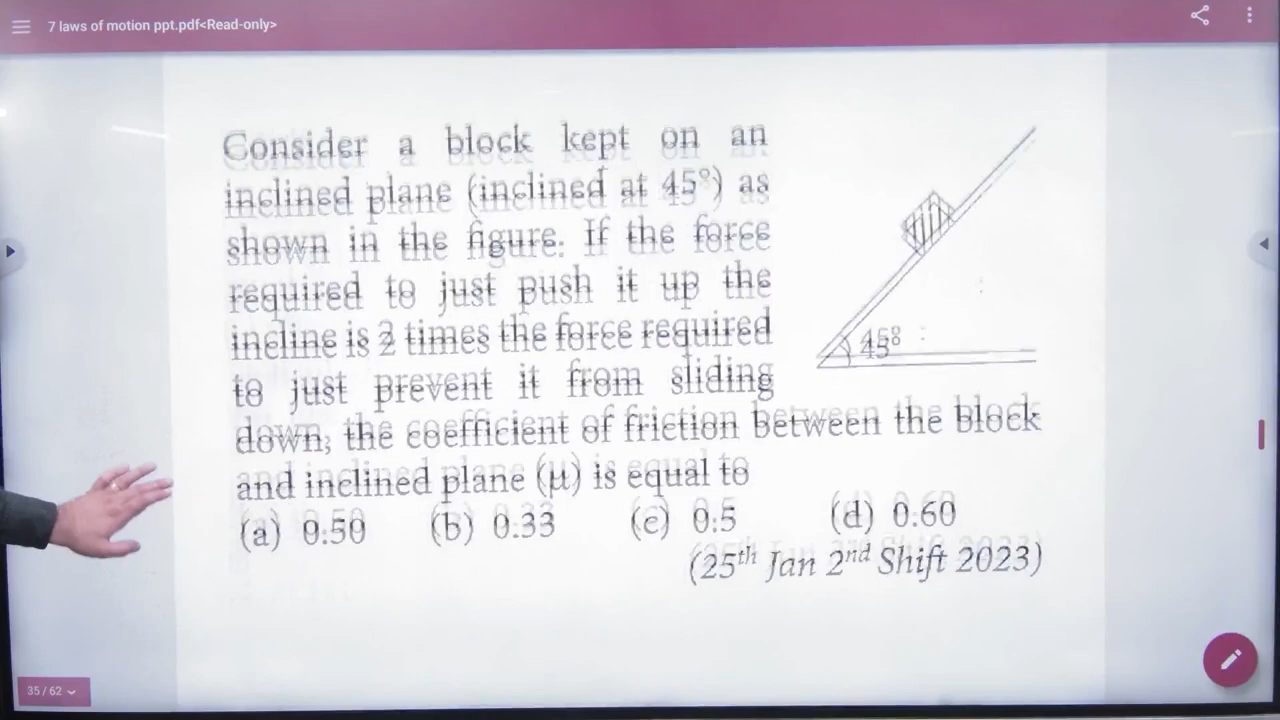 7 laws of motion ppt.pdf<Read-only>
Consider a block kept on an
inclined plane (inclined at 45°) as
shown in the figure. If the force
required to just push it up the
incline is 2 times the force required
to just prevent it from sliding
down, the coefficient of friction between the block
and inclined plane (μ) is equal to
(a) 0.50 (b) 0.33 (c) 0.5 (d) 0.60
(25th Jan 2nd Shift 2023)
45°
35 / 62